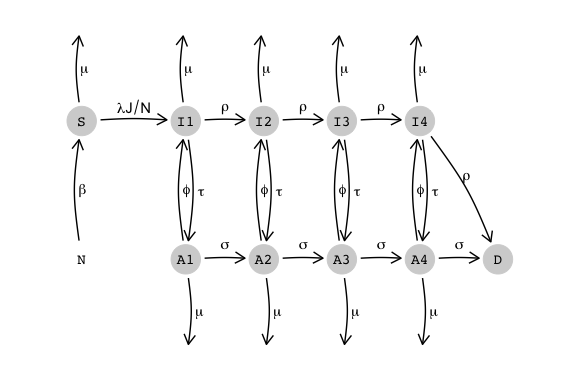 μ μ μ μ μ
λJ/N ρ ρ ρ
S I1 I2 I3 I4
ρ
β ϕ τ ϕ τ ϕ τ ϕ τ
σ σ σ σ
N A1 A2 A3 A4 D
μ μ μ μ